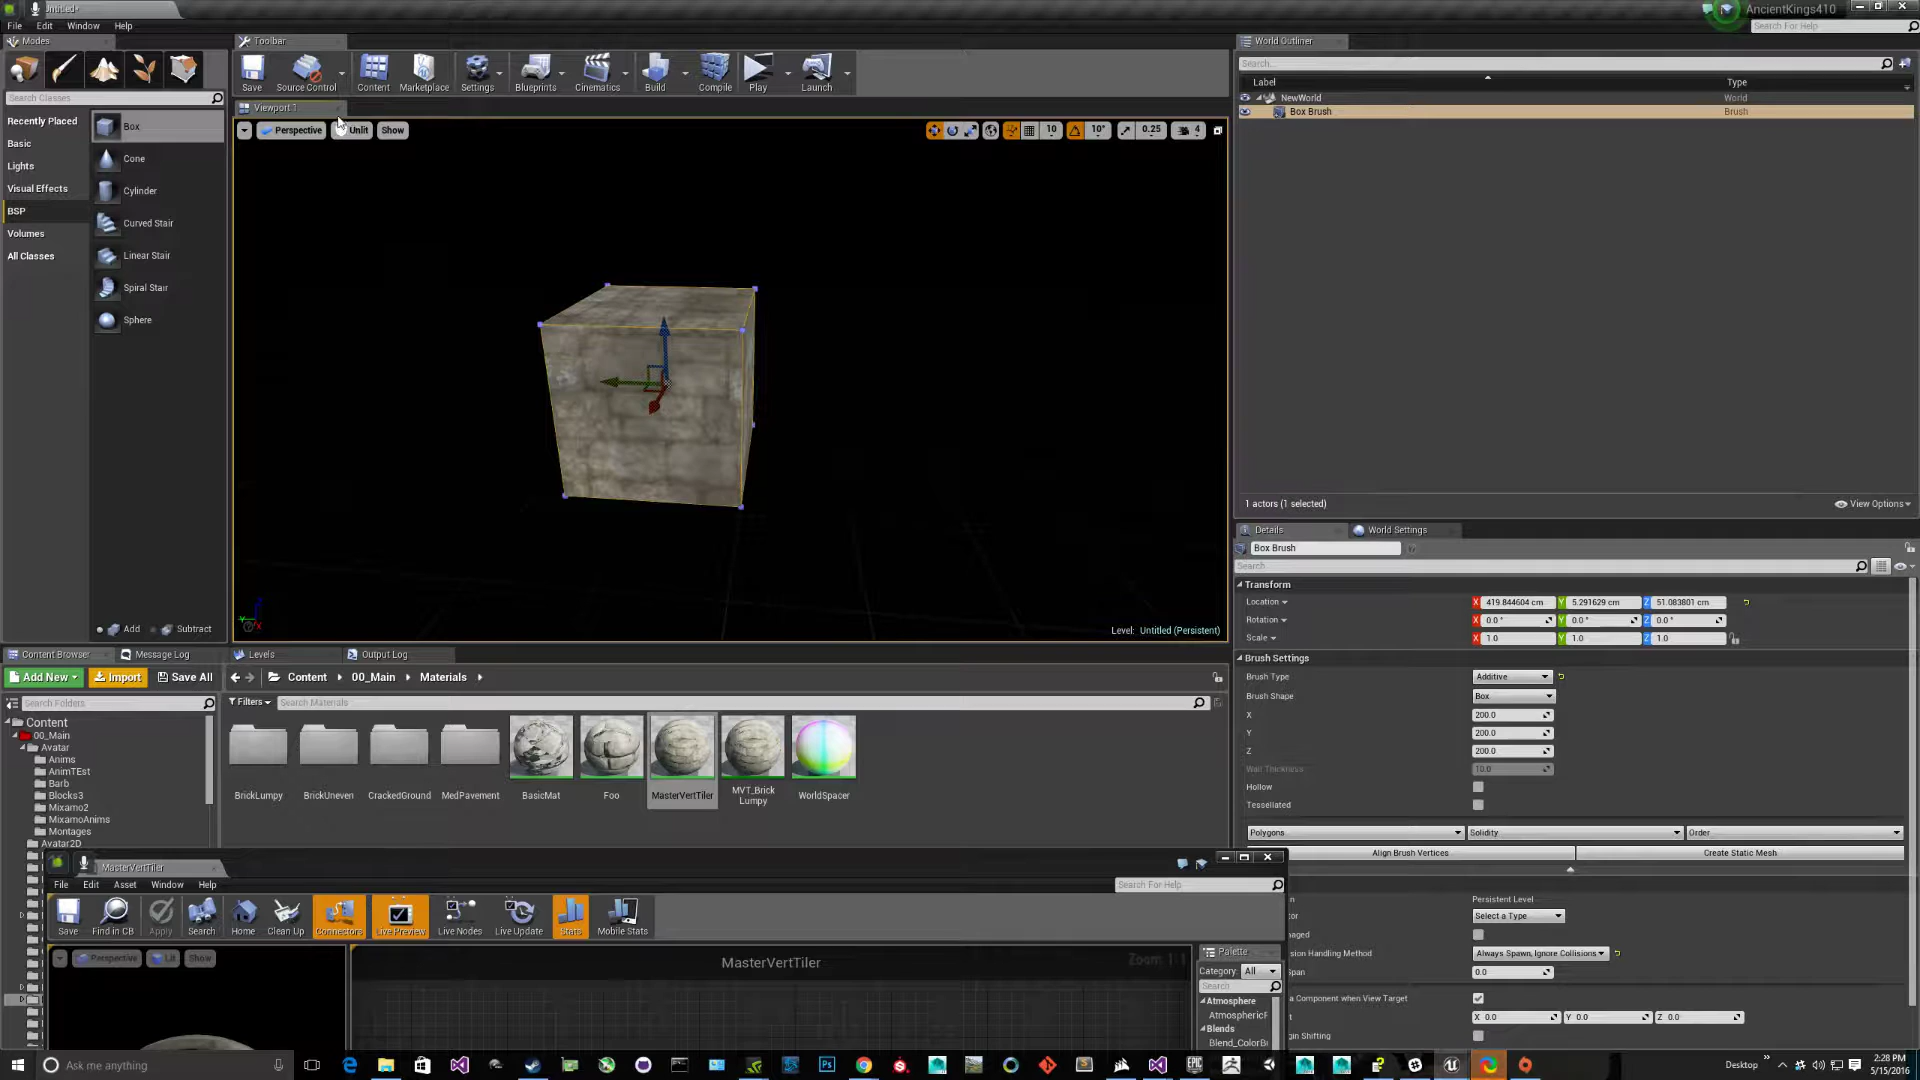 Untitled*
AncientKings410
File Edit Window Help
Search For Help
Modes
Toolbar
World Outliner
Save
Source Control
Content
Marketplace
Settings
Blueprints
Cinematics
Build
Compile
Play
Launch
Search...
Label
Type
NewWorld
World
Box Brush
Brush
Search Classes
Viewport 1
Recently Placed
Basic
Lights
Visual Effects
BSP
Volumes
All Classes
Box
Cone
Cylinder
Curved Stair
Linear Stair
Spiral Stair
Sphere
Add
Subtract
Perspective
Unlit
Show
10
10°
0.25
4
Level: Untitled (Persistent)
1 actors (1 selected)
View Options
Details
World Settings
Box Brush
Search
Transform
Location X 419.844604 cm Y 5.291629 cm Z 51.083801 cm
Rotation X 0.0 ° Y 0.0 ° Z 0.0 °
Scale X 1.0 Y 1.0 Z 1.0
Brush Settings
Brush Type Additive
Brush Shape Box
X 200.0
Y 200.0
Z 200.0
Wall Thickness 10.0
Hollow
Tessellated
Polygons
Solidity
Order
Align Brush Vertices
Create Static Mesh
Persistent Level
Select a Type
Always Spawn, Ignore Collisions
0.0
a Component when View Target
X 0.0 Y 0.0 Z 0.0
gin Shifting
Content Browser
Message Log
Levels
Output Log
Add New
Import
Save All
Content
00_Main
Materials
Search Folders
Filters
Search Materials
Content
00_Main
Avatar
Anims
AnimTEst
Barb
Blocks3
Mixamo2
MixamoAnims
Montages
Avatar2D
BrickLumpy
BrickUneven
CrackedGround
MedPavement
BasicMat
Foo
MasterVertTiler
MVT_Brick
Lumpy
WorldSpacer
MasterVertTiler
File Edit Asset Window Help
Search For Help
Save
Find in CB
Apply
Search
Home
Clean Up
Connectors
Live Preview
Live Nodes
Live Update
Stats
Mobile Stats
Perspective
Lit
Show
MasterVertTiler
Zoom 1:1
Palette
Category: All
Search
Atmosphere
Blends
Ask me anything
Desktop
2:28 PM
5/15/2016